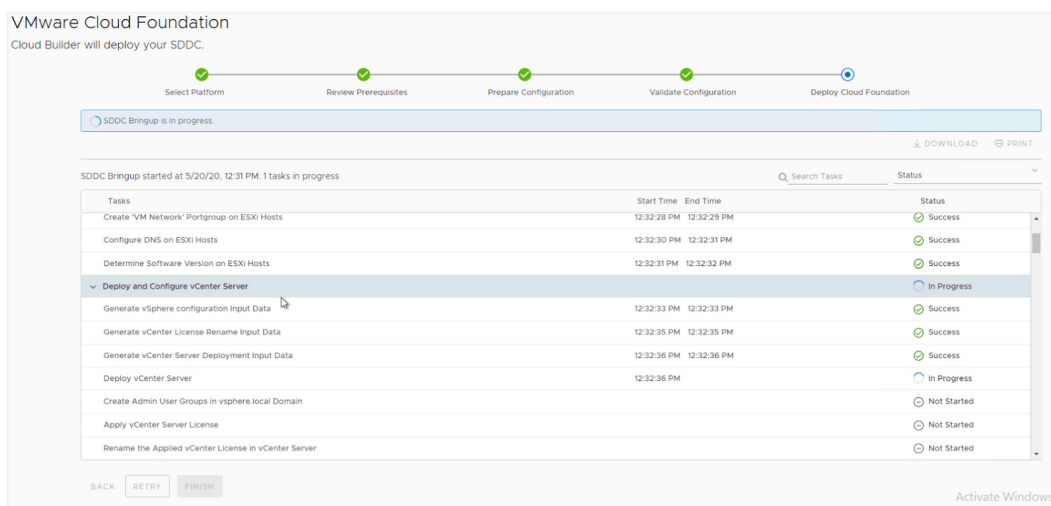 VMware Cloud Foundation
Cloud Builder will deploy your SDDC.
Select Platform Review Prerequisites Prepare Configuration Validate Configuration Deploy Cloud Foundation
SDDC Bringup is in progress.
DOWNLOAD PRINT
SDDC Bringup started at 5/20/20, 12:31 PM. 1 tasks in progress Search Tasks Status
Tasks Start Time End Time Status
Create 'VM Network' Portgroup on ESXi Hosts 12:32:28 PM 12:32:29 PM Success
Configure DNS on ESXi Hosts 12:32:30 PM 12:32:31 PM Success
Determine Software Version on ESXi Hosts 12:32:31 PM 12:32:32 PM Success
Deploy and Configure vCenter Server In Progress
Generate vSphere configuration Input Data 12:32:33 PM 12:32:33 PM Success
Generate vCenter License Rename Input Data 12:32:35 PM 12:32:35 PM Success
Generate vCenter Server Deployment Input Data 12:32:36 PM 12:32:36 PM Success
Deploy vCenter Server 12:32:36 PM In Progress
Create Admin User Groups in vsphere.local Domain Not Started
Apply vCenter Server License Not Started
Rename the Applied vCenter License in vCenter Server Not Started
BACK RETRY FINISH
Activate Windows